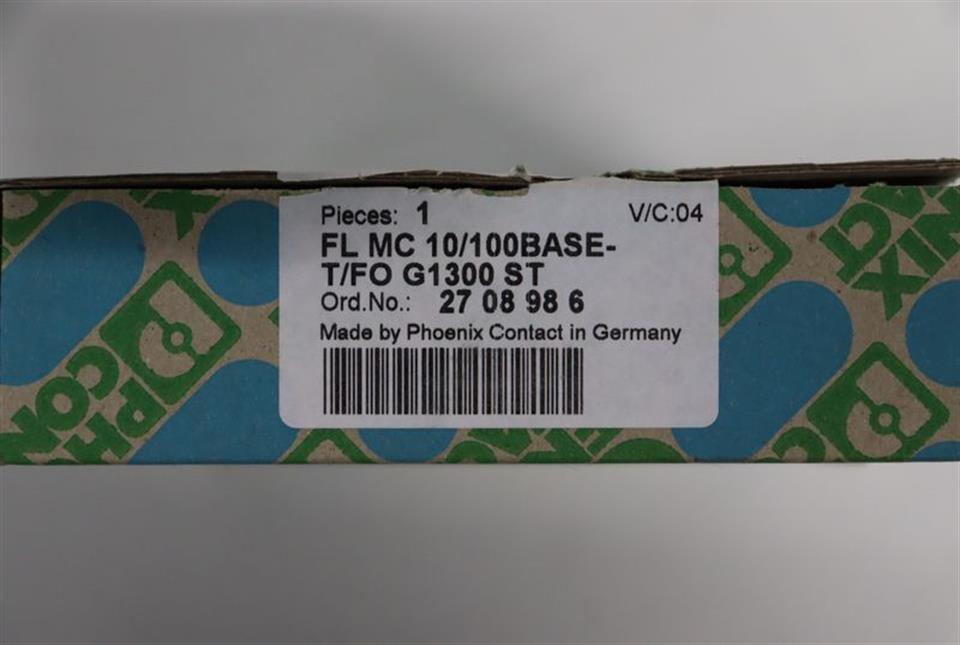 Pieces: 1
V/C:04
FL MC 10/100BASE-
T/FO G1300 ST
Ord.No.: 27 08 98 6
Made by Phoenix Contact in Germany